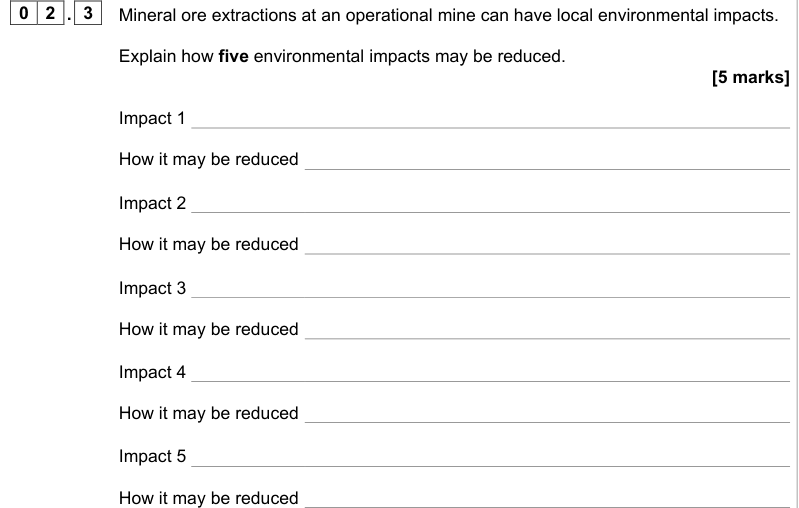 0 2 . 3 Mineral ore extractions at an operational mine can have local environmental impacts.
Explain how five environmental impacts may be reduced.
[5 marks]
Impact 1
How it may be reduced
Impact 2
How it may be reduced
Impact 3
How it may be reduced
Impact 4
How it may be reduced
Impact 5
How it may be reduced